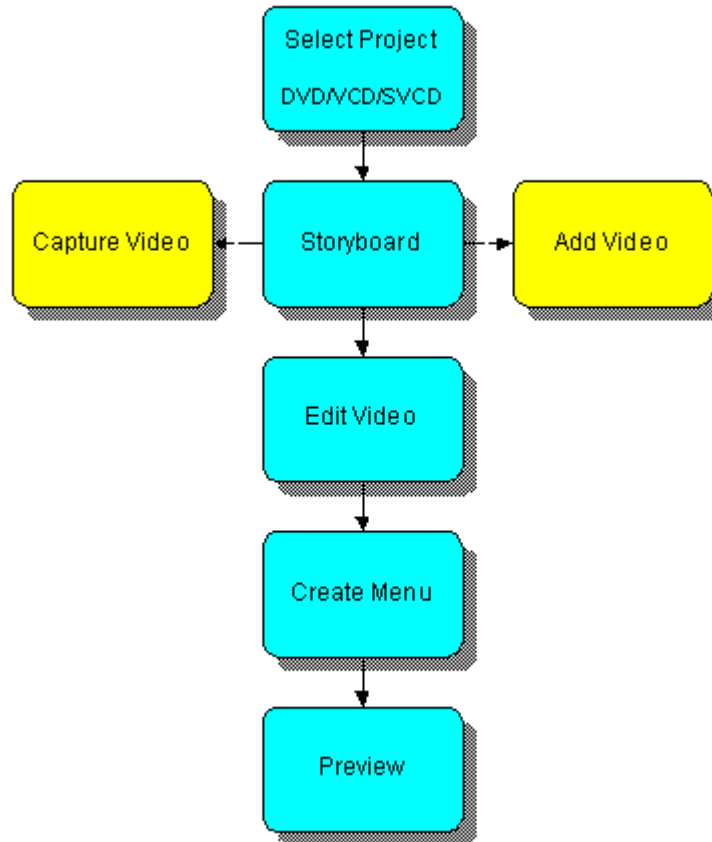 Select Project
DVD/VCD/SVCD
Capture Video
Storyboard
Add Video
Edit Video
Create Menu
Preview